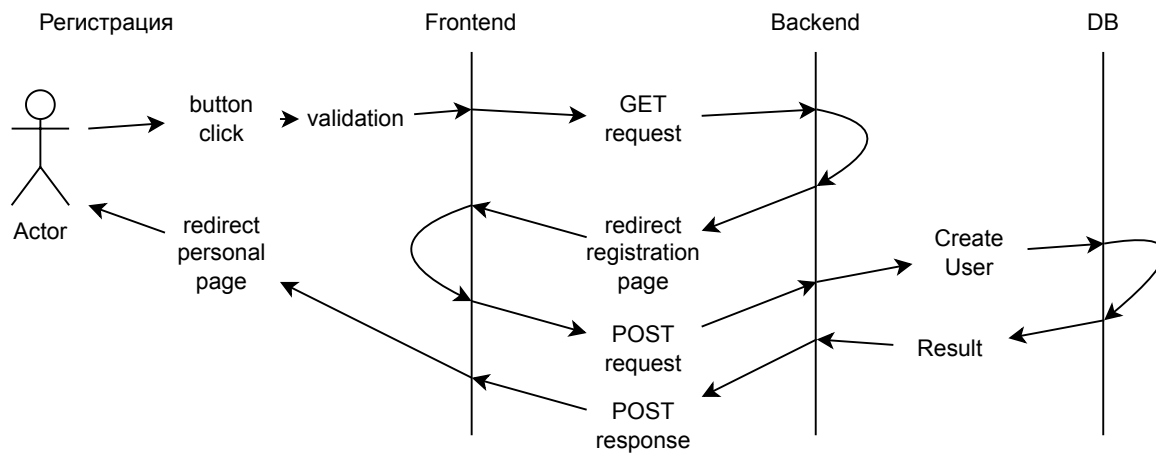 Регистрация
Frontend
Backend
DB
button
click
validation
GET
request
Actor
redirect
personal
page
redirect
registration
page
Create
User
POST
request
Result
POST
response